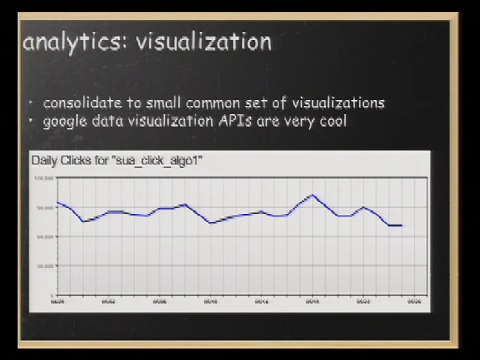 analytics: visualization
• consolidate to small common set of visualizations
• google data visualization APIs are very cool
Daily Clicks for "sua_click_algo1"